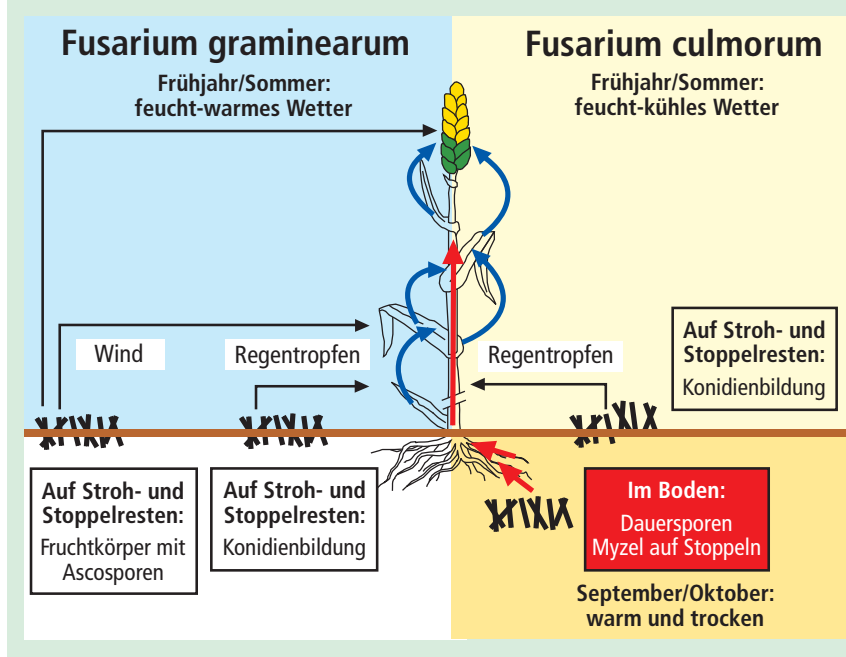 Fusarium graminearum
Frühjahr/Sommer:
feucht-warmes Wetter
Fusarium culmorum
Frühjahr/Sommer:
feucht-kühles Wetter
Wind
Regentropfen
Regentropfen
Auf Stroh- und
Stoppelresten:
Konidienbildung
Auf Stroh- und
Stoppelresten:
Fruchtkörper mit
Ascosporen
Auf Stroh- und
Stoppelresten:
Konidienbildung
Im Boden:
Dauersporen
Myzel auf Stoppeln
September/Oktober:
warm und trocken